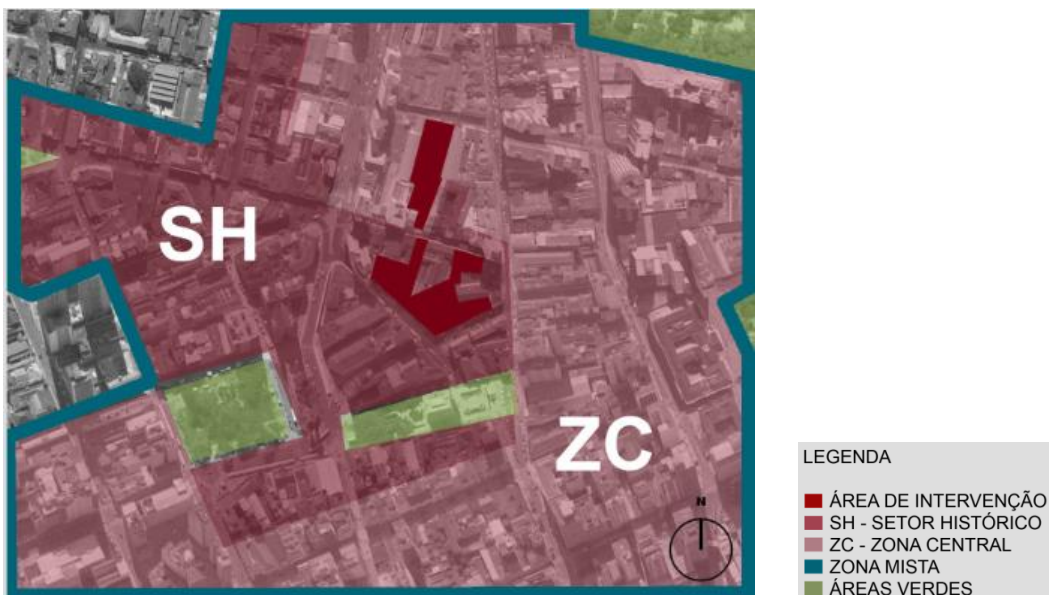 SH
ZC
N
LEGENDA
ÁREA DE INTERVENÇÃO
SH - SETOR HISTÓRICO
ZC - ZONA CENTRAL
ZONA MISTA
ÁREAS VERDES